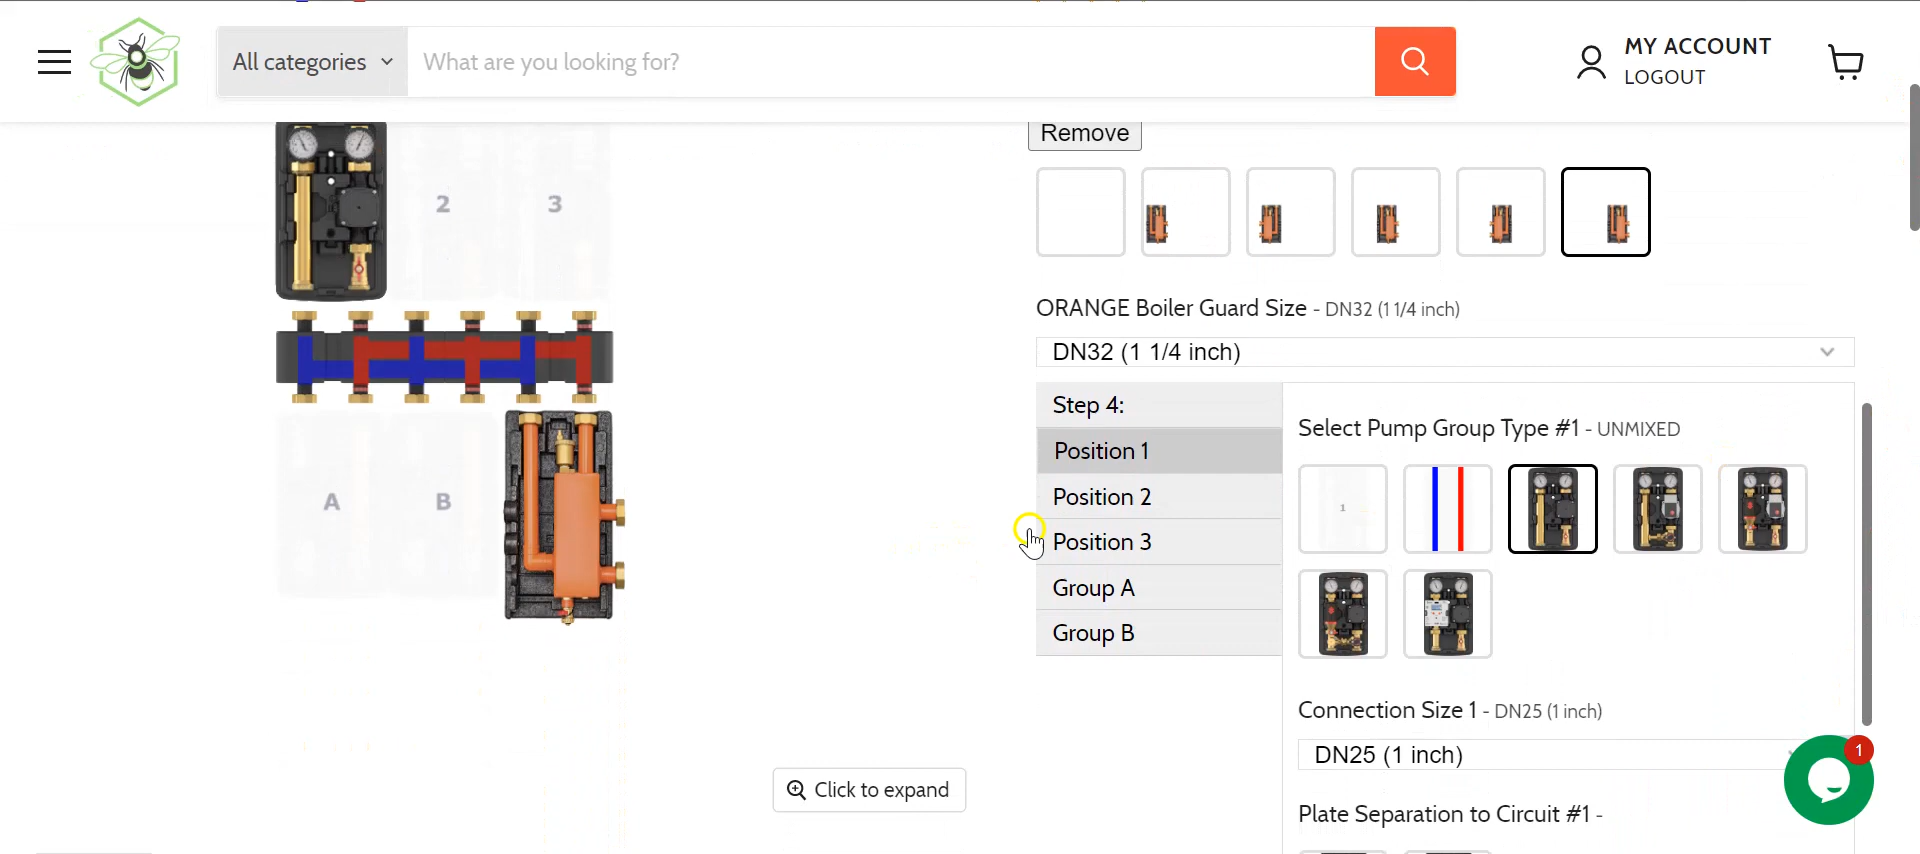 All categories
What are you looking for?
MY ACCOUNT
LOGOUT
Remove
2
3
ORANGE Boiler Guard Size - DN32 (1 1/4 inch)
DN32 (1 1/4 inch)
Step 4:
Position 1
Position 2
Position 3
Group A
Group B
Select Pump Group Type #1 - UNMIXED
1
A
B
Connection Size 1 - DN25 (1 inch)
DN25 (1 inch)
Plate Separation to Circuit #1 -
Click to expand
1